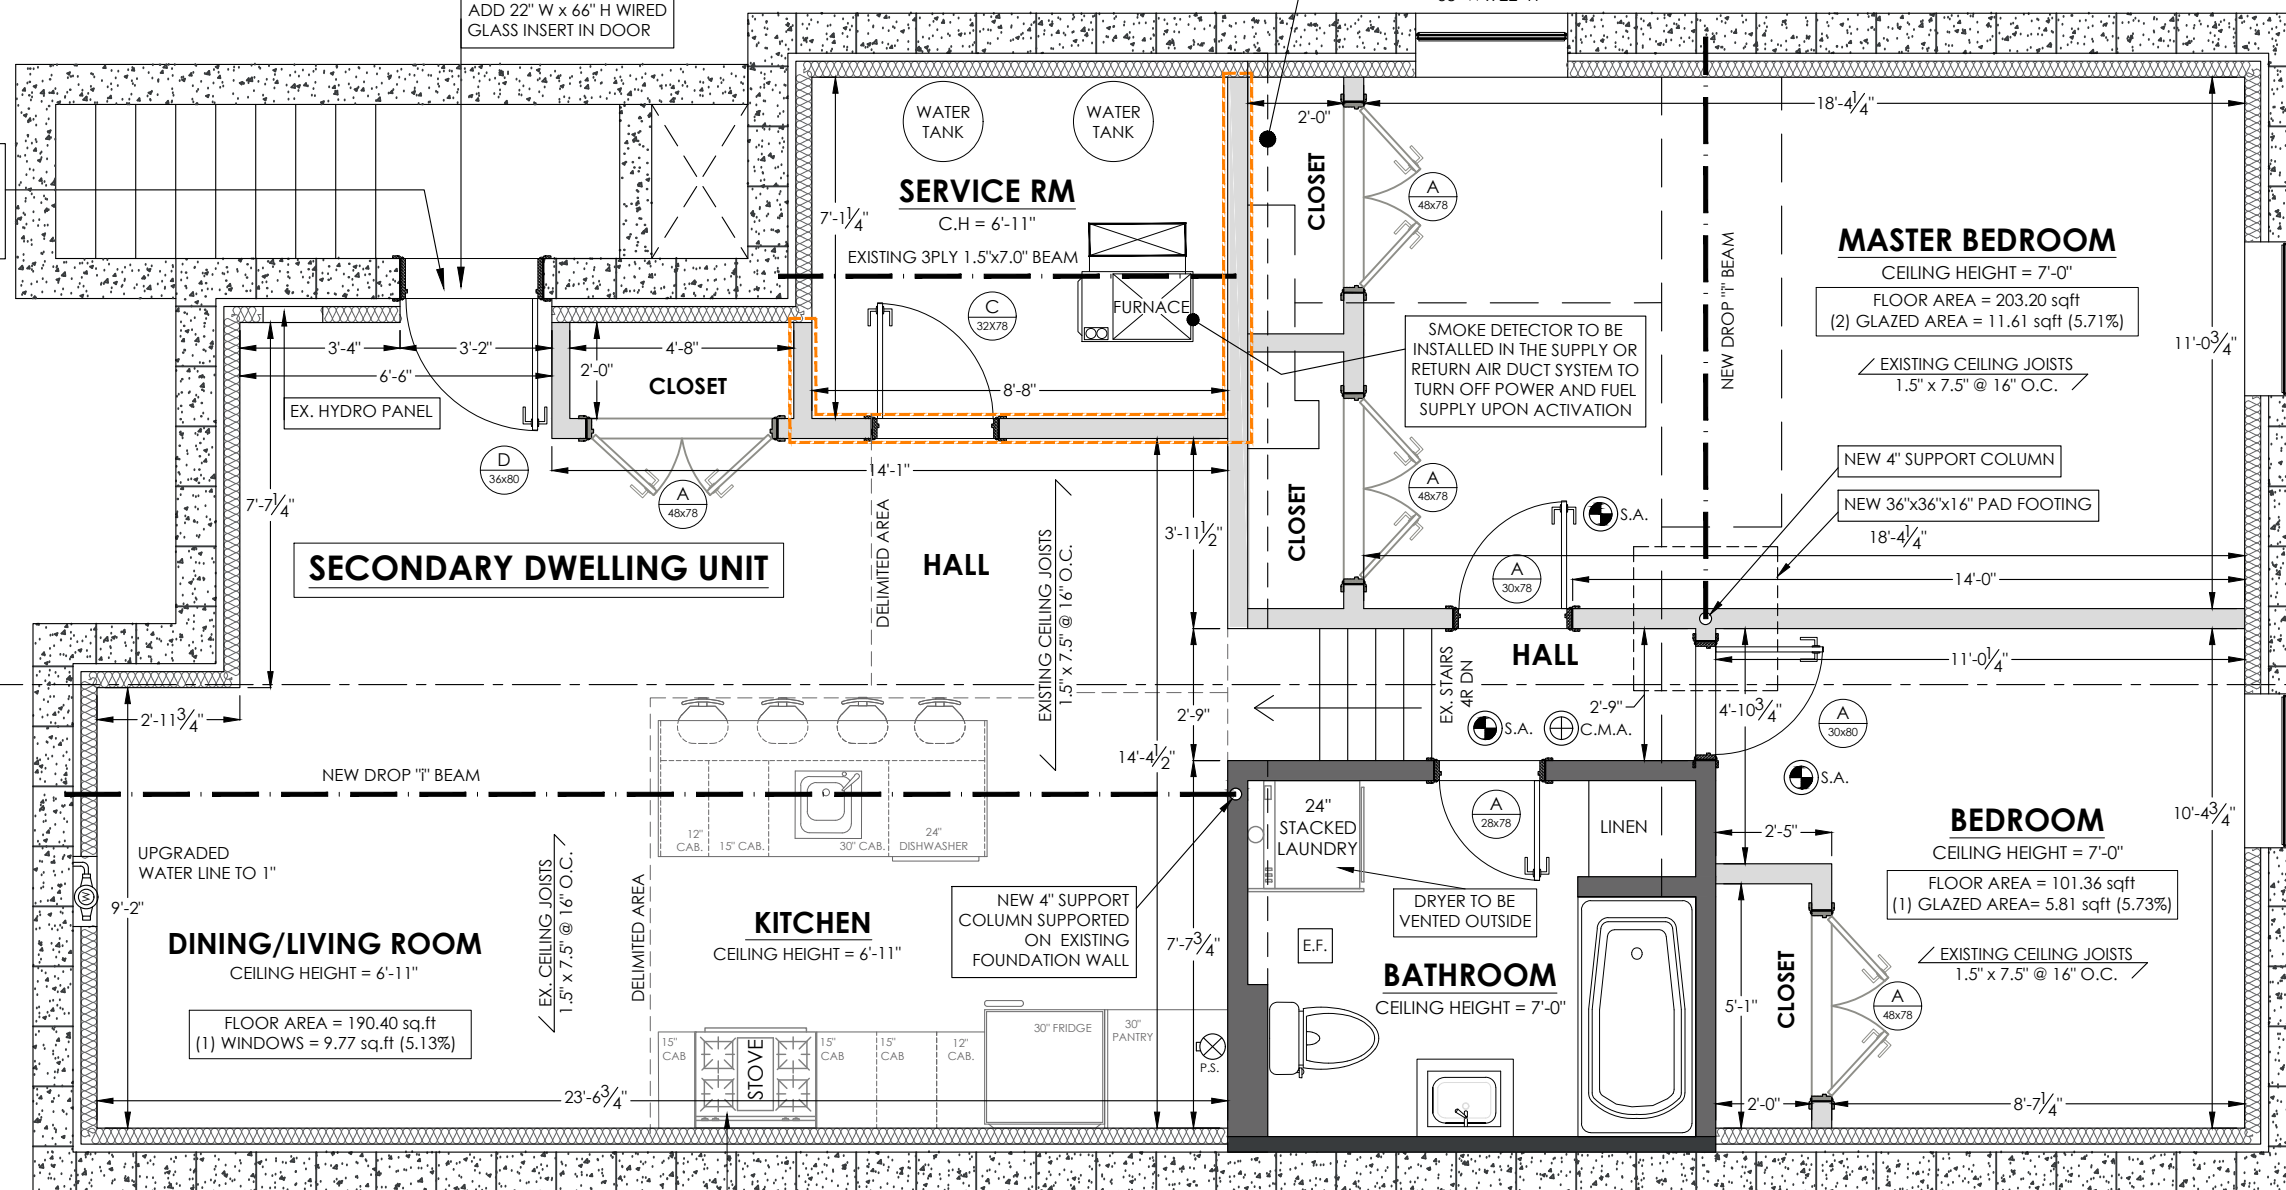 ADD 22" W x 66" H WIRED
GLASS INSERT IN DOOR
WATER
TANK
WATER
TANK
SERVICE RM
C.H = 6'-11"
7'-1¼"
EXISTING 3PLY 1.5"x7.0" BEAM
C
32X78
FURNACE
8'-8"
2'-0"
CLOSET
A
48x78
18'-4¼"
NEW DROP "I" BEAM
MASTER BEDROOM
CEILING HEIGHT = 7'-0"
FLOOR AREA = 203.20 sqft
(2) GLAZED AREA = 11.61 sqft (5.71%)
EXISTING CEILING JOISTS
1.5" x 7.5" @ 16" O.C.
11'-0¾"
SMOKE DETECTOR TO BE
INSTALLED IN THE SUPPLY OR
RETURN AIR DUCT SYSTEM TO
TURN OFF POWER AND FUEL
SUPPLY UPON ACTIVATION
3'-4"
3'-2"
6'-6"
EX. HYDRO PANEL
4'-8"
2'-0"
CLOSET
D
36x80
A
48x78
14'-1"
7'-7¼"
SECONDARY DWELLING UNIT
DELIMITED AREA
HALL
EXISTING CEILING JOISTS
1.5" x 7.5" @ 16" O.C.
3'-11½"
CLOSET
A
48x78
S.A.
NEW 4" SUPPORT COLUMN
NEW 36"x36"x16" PAD FOOTING
18'-4¼"
14'-0"
A
30x78
HALL
EX. STAIRS
4R DN
11'-0¼"
2'-9"
2'-9"
4'-10¾"
S.A.
C.M.A.
A
30x80
S.A.
2'-11¾"
14'-4½"
NEW DROP "I" BEAM
UPGRADED
WATER LINE TO 1"
W
9'-2"
12"
CAB.
15" CAB.
30" CAB.
24"
DISHWASHER
EX. CEILING JOISTS
1.5" x 7.5" @ 16" O.C.
DELIMITED AREA
KITCHEN
CEILING HEIGHT = 6'-11"
NEW 4" SUPPORT
COLUMN SUPPORTED
ON EXISTING
FOUNDATION WALL
7'-7¾"
DINING/LIVING ROOM
CEILING HEIGHT = 6'-11"
FLOOR AREA = 190.40 sq.ft
(1) WINDOWS = 9.77 sq.ft (5.13%)
15"
CAB
STOVE
15"
CAB
15"
CAB
12"
CAB.
30" FRIDGE
30"
PANTRY
P.S.
23'-6¾"
24"
STACKED
LAUNDRY
A
28x78
LINEN
DRYER TO BE
VENTED OUTSIDE
E.F.
BATHROOM
CEILING HEIGHT = 7'-0"
2'-5"
BEDROOM
CEILING HEIGHT = 7'-0"
FLOOR AREA = 101.36 sqft
(1) GLAZED AREA= 5.81 sqft (5.73%)
EXISTING CEILING JOISTS
1.5" x 7.5" @ 16" O.C.
10'-4¾"
5'-1"
CLOSET
A
48x78
2'-0"
8'-7¼"